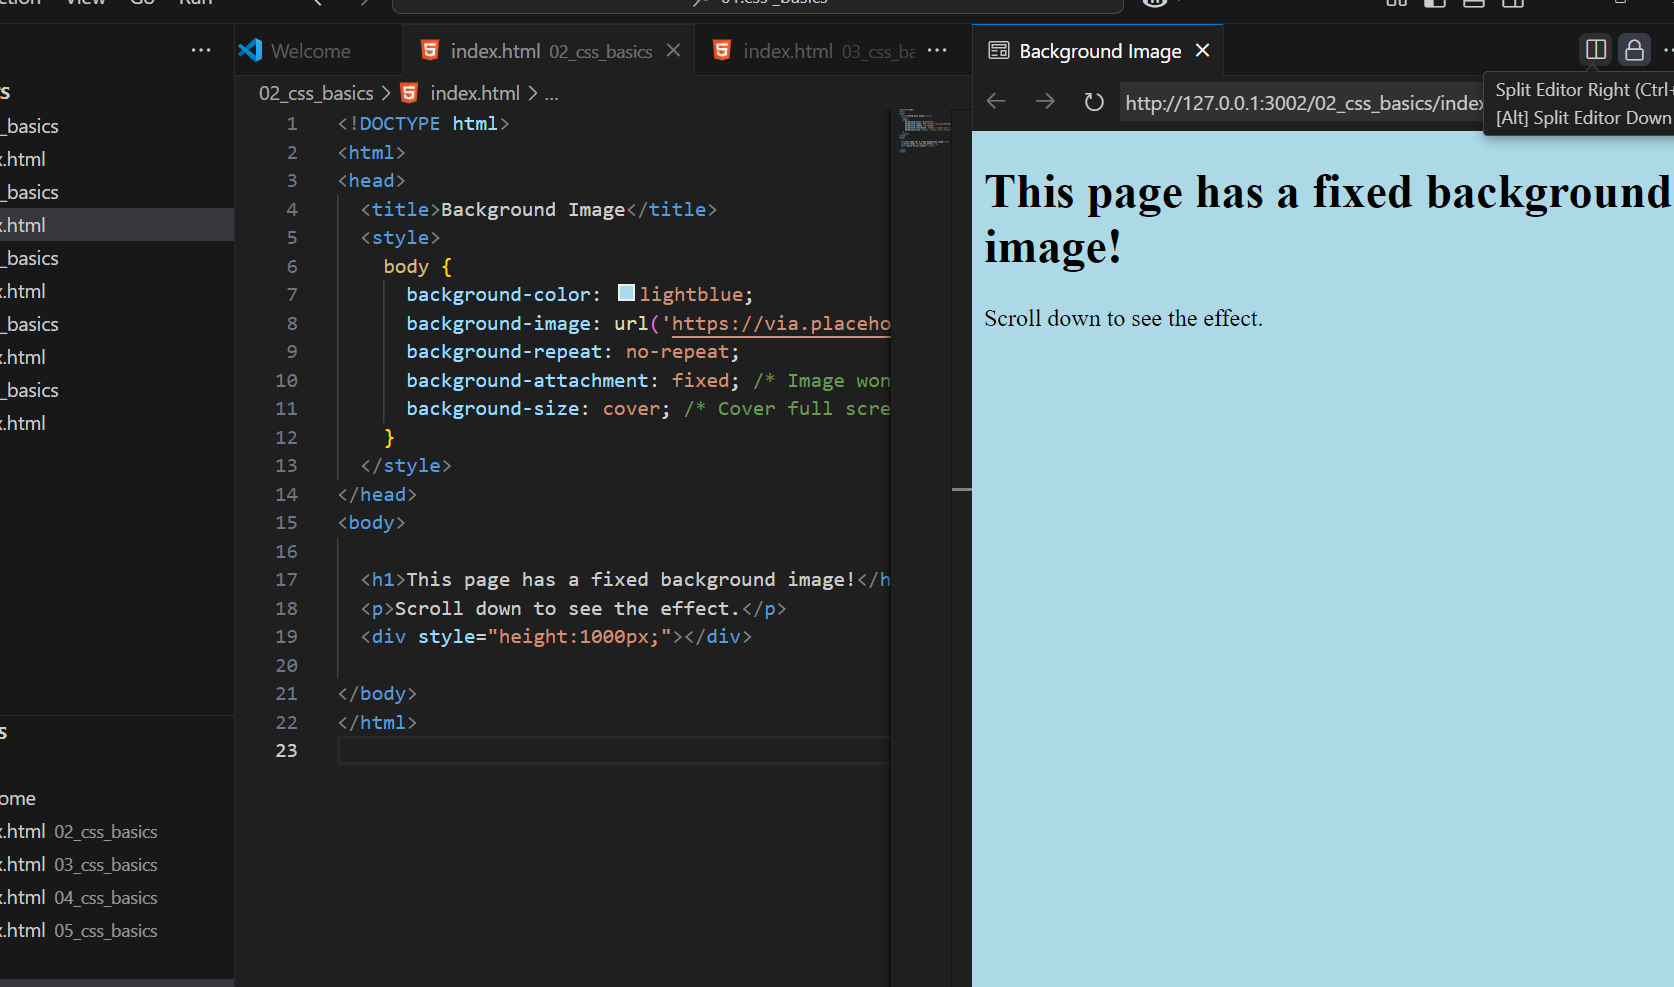 View Go Run
Welcome
index.html 02_css_basics
index.html 03_css_ba
Background Image
02_css_basics > index.html > ...
http://127.0.0.1:3002/02_css_basics/index
Split Editor Right (Ctrl+
[Alt] Split Editor Down
_basics
.html
_basics
.html
_basics
.html
_basics
.html
_basics
.html
ome
.html 02_css_basics
.html 03_css_basics
.html 04_css_basics
.html 05_css_basics
1 <!DOCTYPE html>
2 <html>
3 <head>
4 <title>Background Image</title>
5 <style>
6 body {
7 background-color: lightblue;
8 background-image: url('https://via.placeho
9 background-repeat: no-repeat;
10 background-attachment: fixed; /* Image won
11 background-size: cover; /* Cover full scre
12 }
13 </style>
14 </head>
15 <body>
16
17 <h1>This page has a fixed background image!</h
18 <p>Scroll down to see the effect.</p>
19 <div style="height:1000px;"></div>
20
21 </body>
22 </html>
23
This page has a fixed background
image!
Scroll down to see the effect.